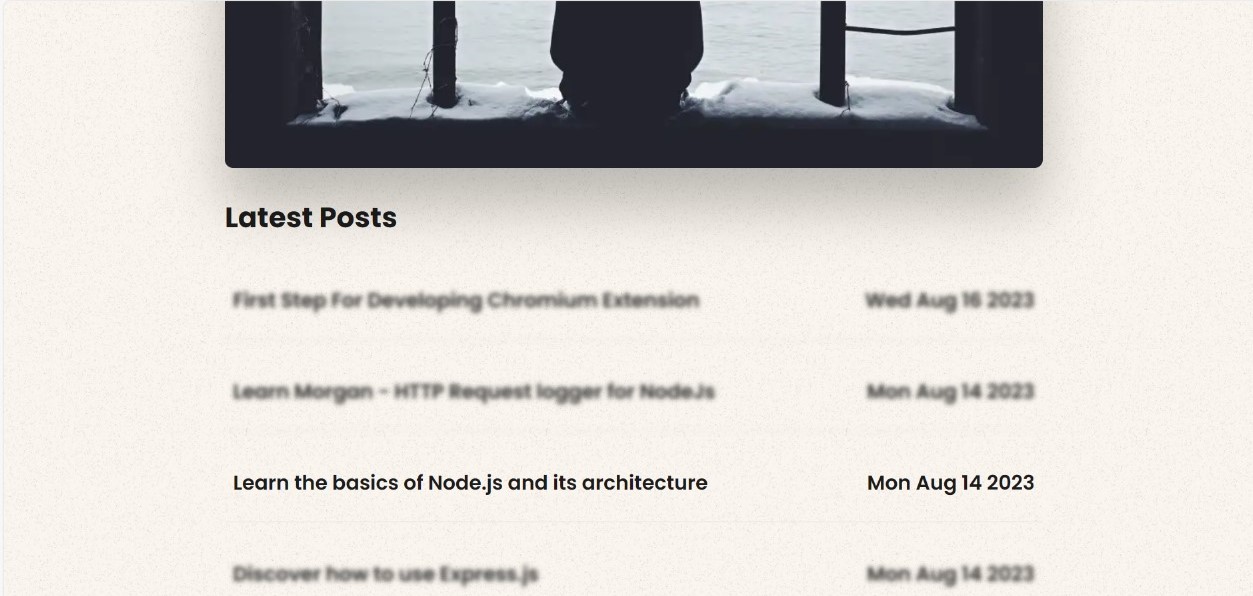 Latest Posts
First Step For Developing Chromium Extension Wed Aug 16 2023
Learn Morgan - HTTP Request logger for NodeJs Mon Aug 14 2023
Learn the basics of Node.js and its architecture Mon Aug 14 2023
Discover how to use Express.js Mon Aug 14 2023